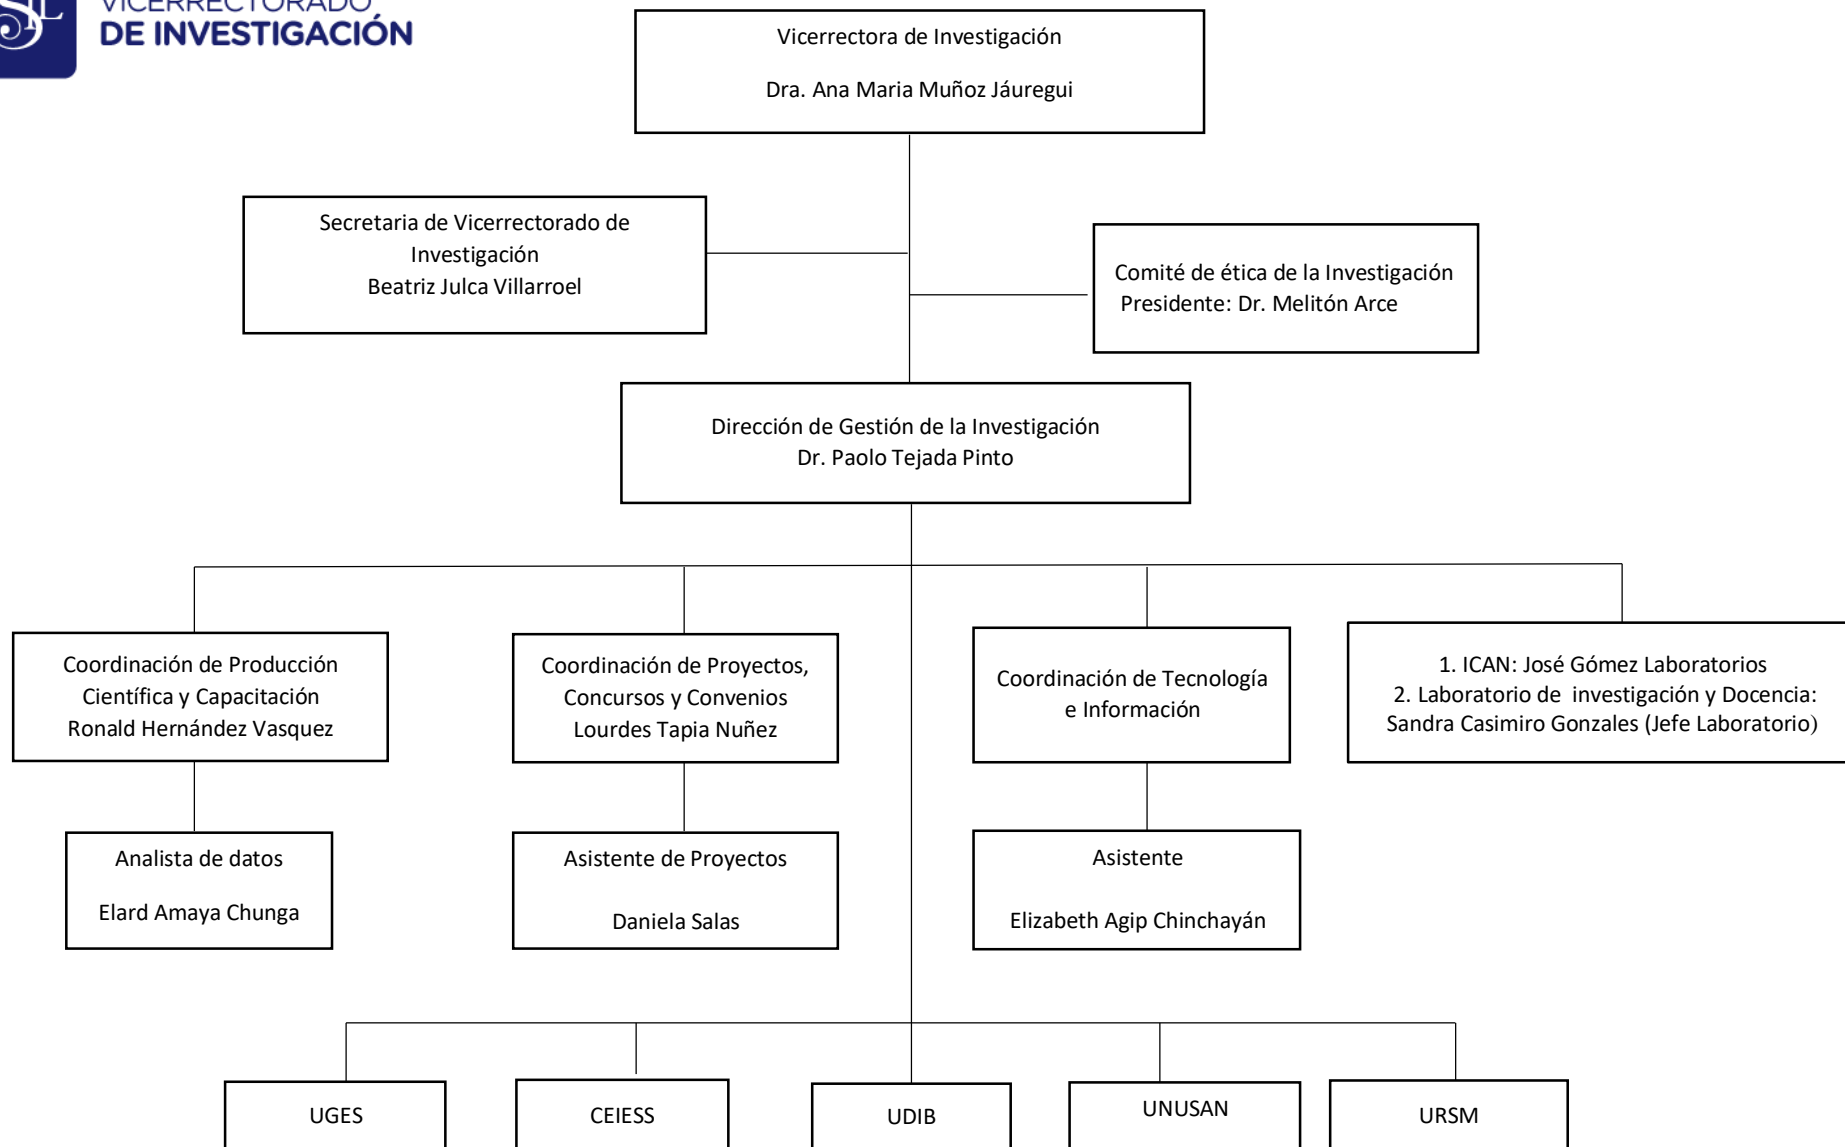 VICERRECTORADO
DE INVESTIGACIÓN
Vicerrectora de Investigación
Dra. Ana Maria Muñoz Jáuregui
Secretaria de Vicerrectorado de
Investigación
Beatriz Julca Villarroel
Comité de ética de la Investigación
Presidente: Dr. Melitón Arce
Dirección de Gestión de la Investigación
Dr. Paolo Tejada Pinto
Coordinación de Producción
Científica y Capacitación
Ronald Hernández Vasquez
Coordinación de Proyectos,
Concursos y Convenios
Lourdes Tapia Nuñez
Coordinación de Tecnología
e Información
1. ICAN: José Gómez Laboratorios
2. Laboratorio de  investigación y Docencia:
Sandra Casimiro Gonzales (Jefe Laboratorio)
Analista de datos
Elard Amaya Chunga
Asistente de Proyectos
Daniela Salas
Asistente
Elizabeth Agip Chinchayán
UGES
CEIESS
UDIB
UNUSAN
URSM